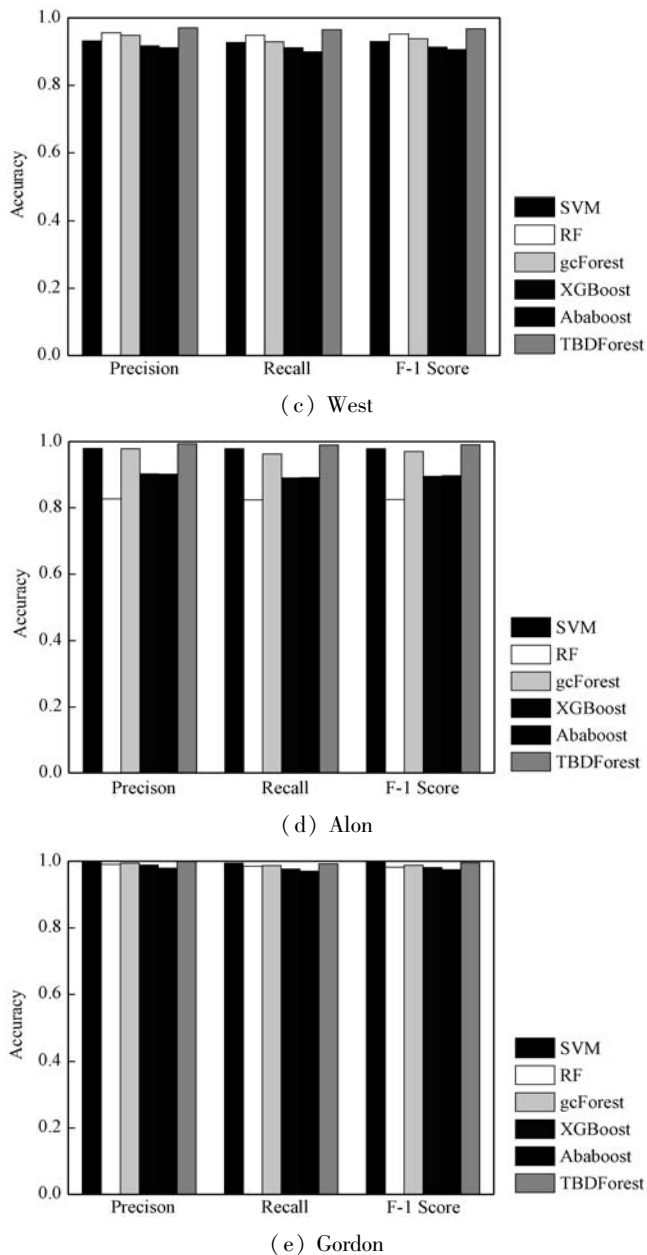 1.0
0.8
0.6
0.4
0.2
0.0
Accuracy
Precision Recall F-1 Score
SVM
RF
gcForest
XGBoost
Ababoost
TBDForest
(c) West
1.0
0.8
0.6
0.4
0.2
0.0
Accuracy
Precison Recall F-1 Score
SVM
RF
gcForest
XGBoost
Ababoost
TBDForest
(d) Alon
1.0
0.8
0.6
0.4
0.2
0.0
Accuracy
Precison Recall F-1 Score
SVM
RF
gcForest
XGBoost
Ababoost
TBDForest
(e) Gordon